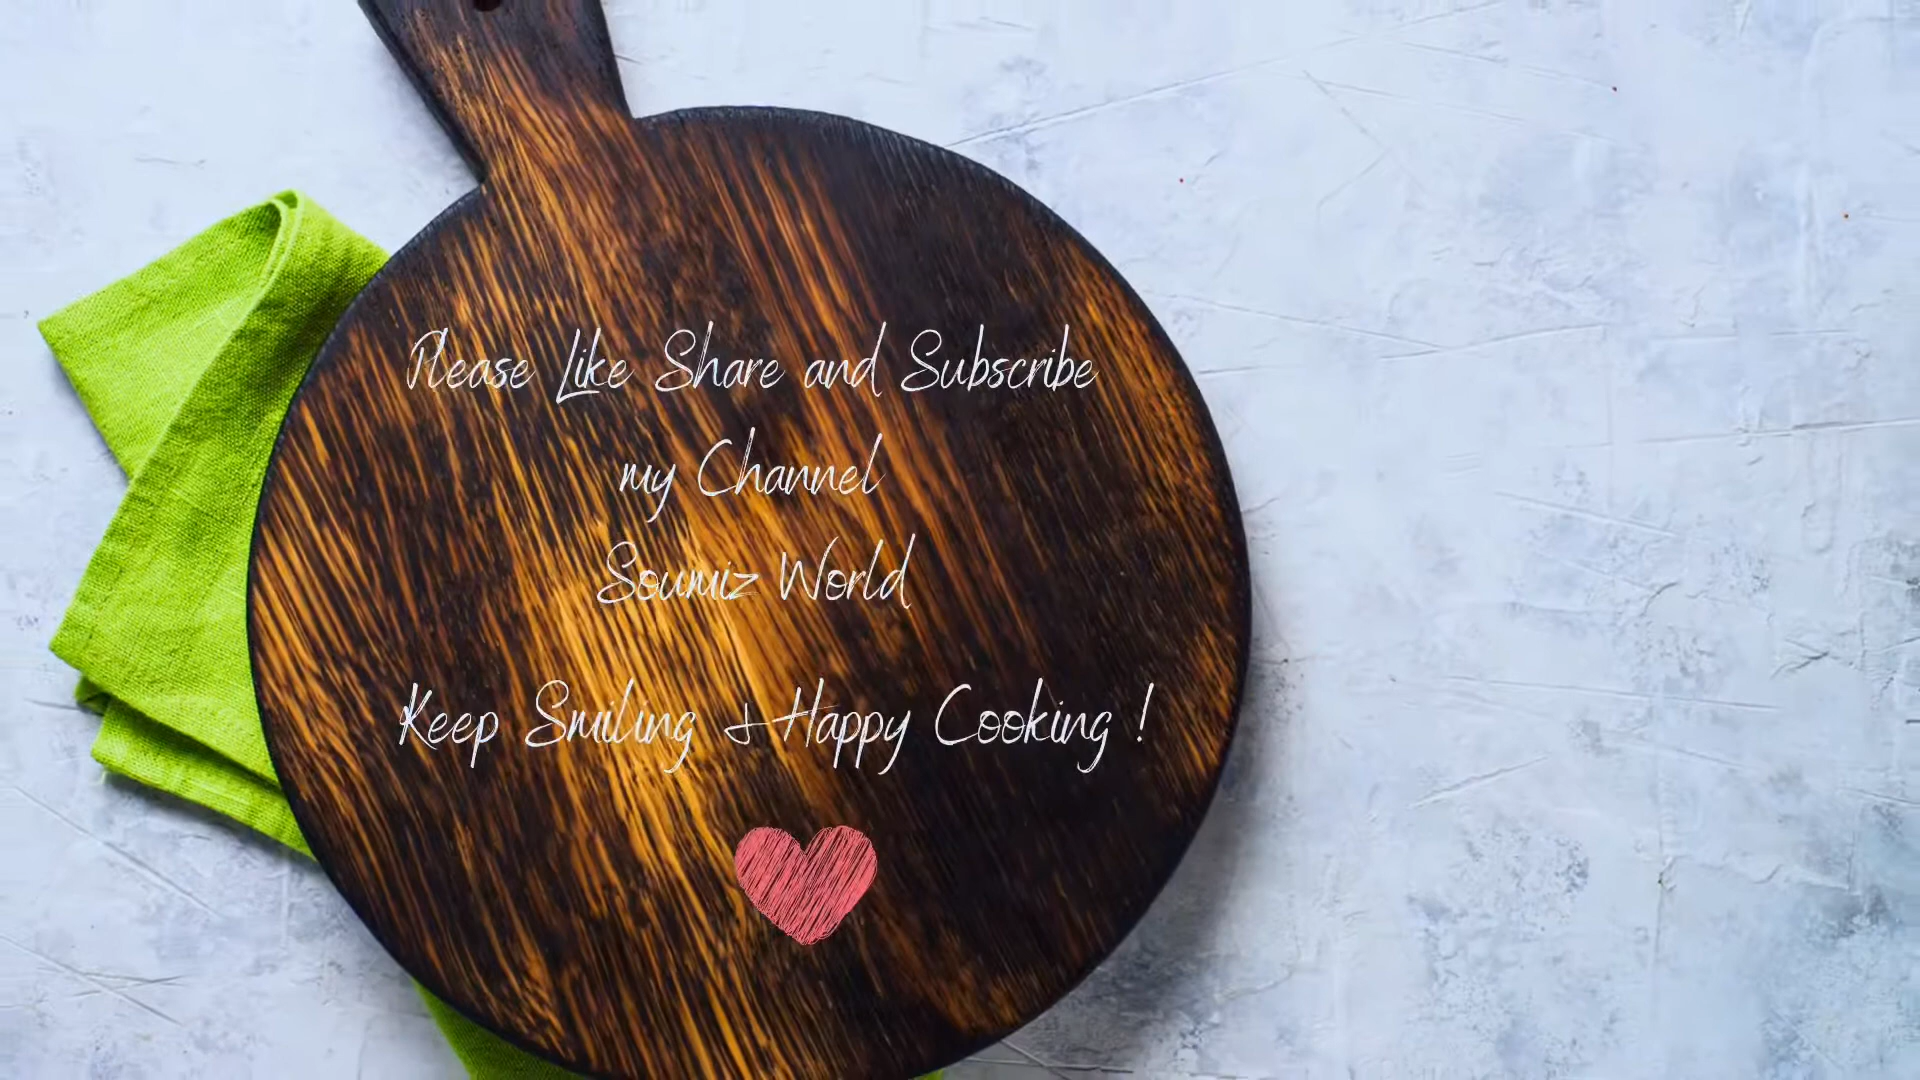 Please Like Share and Subscribe
my Channel
Soumiz World
Keep Smiling & Happy Cooking !